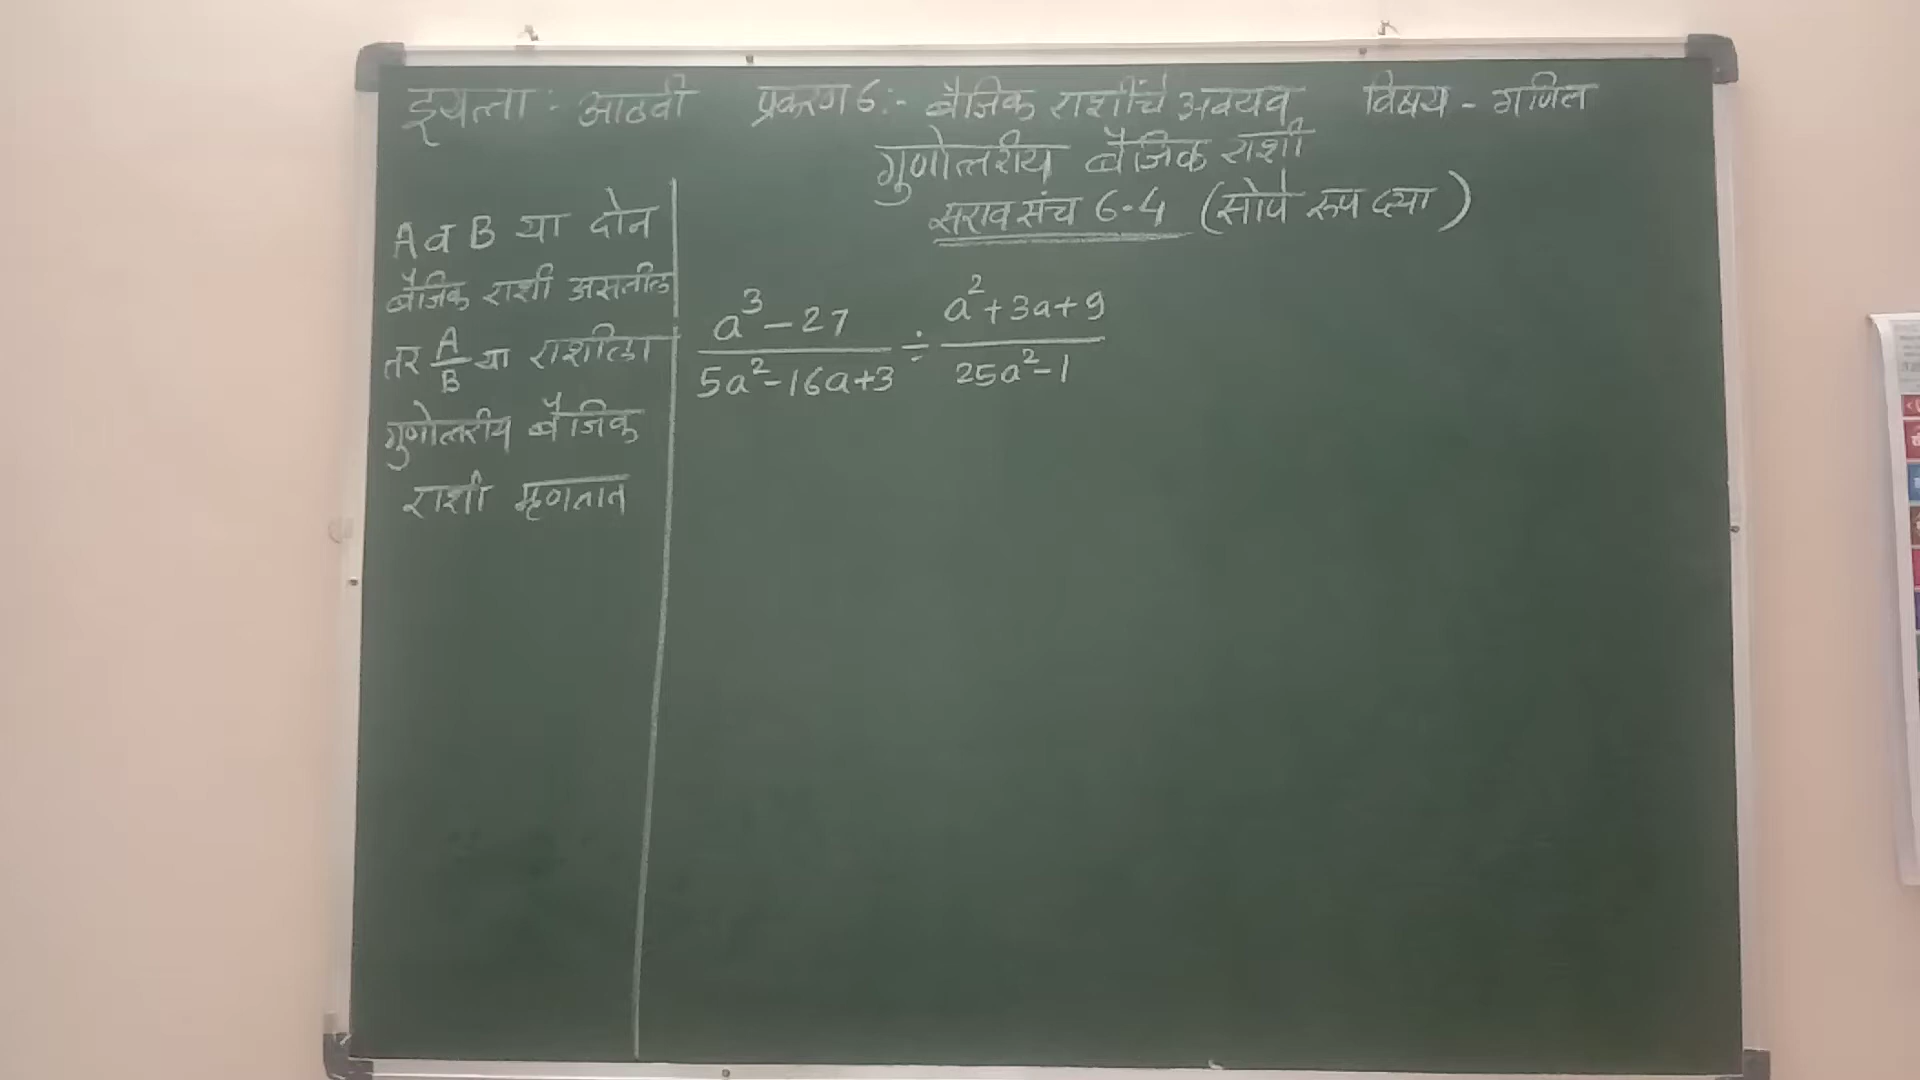 इयत्ता :- आठवी प्रकरण 6:- बैजिक राशींचे अवयव विषय - गणित
गुणोत्तरीय बैजिक राशी
सराव संच 6.4 (सोपे रूप द्या)
A व B या दोन
बैजिक राशी असतील
तर A/B या राशीला
गुणोत्तरीय बैजिक
राशी म्हणतात
a³-27 / 5a²-16a+3 ÷ a²+3a+9 / 25a²-1